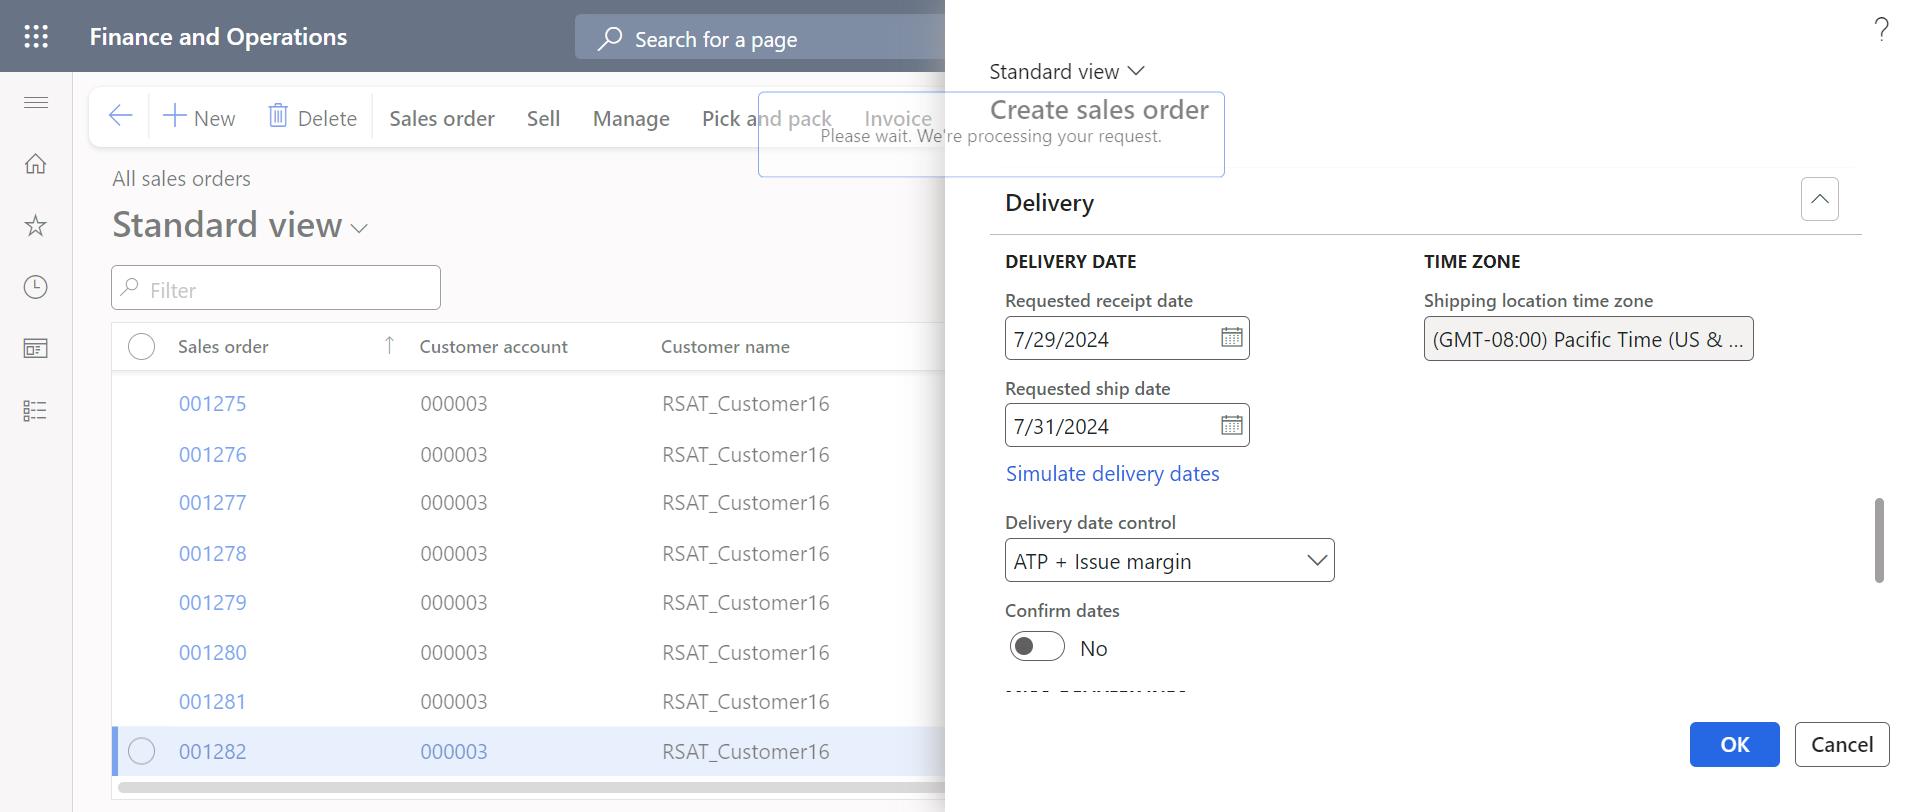 Finance and Operations
Search for a page
?
New
Delete
Sales order
Sell
Manage
Pick and pack
Invoice
Please wait. We're processing your request.
All sales orders
Standard view
Filter
Sales order
Customer account
Customer name
001275 000003 RSAT_Customer16
001276 000003 RSAT_Customer16
001277 000003 RSAT_Customer16
001278 000003 RSAT_Customer16
001279 000003 RSAT_Customer16
001280 000003 RSAT_Customer16
001281 000003 RSAT_Customer16
001282 000003 RSAT_Customer16
Standard view
Create sales order
Delivery
DELIVERY DATE
Requested receipt date
7/29/2024
Requested ship date
7/31/2024
Simulate delivery dates
Delivery date control
ATP + Issue margin
Confirm dates
No
TIME ZONE
Shipping location time zone
(GMT-08:00) Pacific Time (US & ...
OK
Cancel